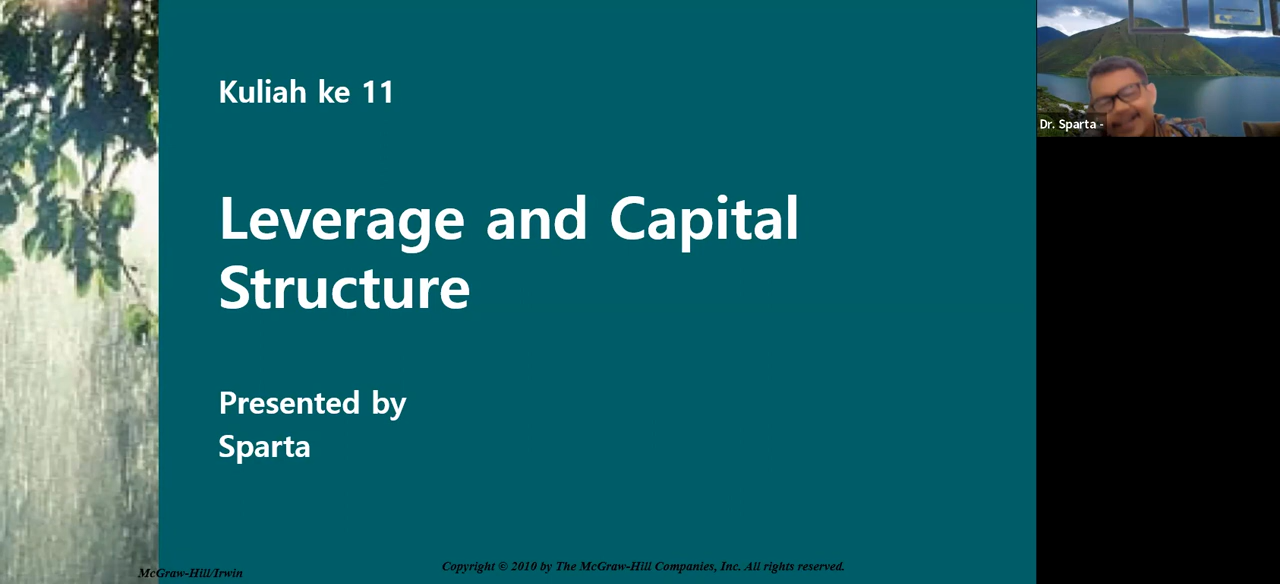 Kuliah ke 11
Leverage and Capital
Structure
Presented by
Sparta
McGraw-Hill/Irwin
Copyright © 2010 by The McGraw-Hill Companies, Inc. All rights reserved.
Dr. Sparta -